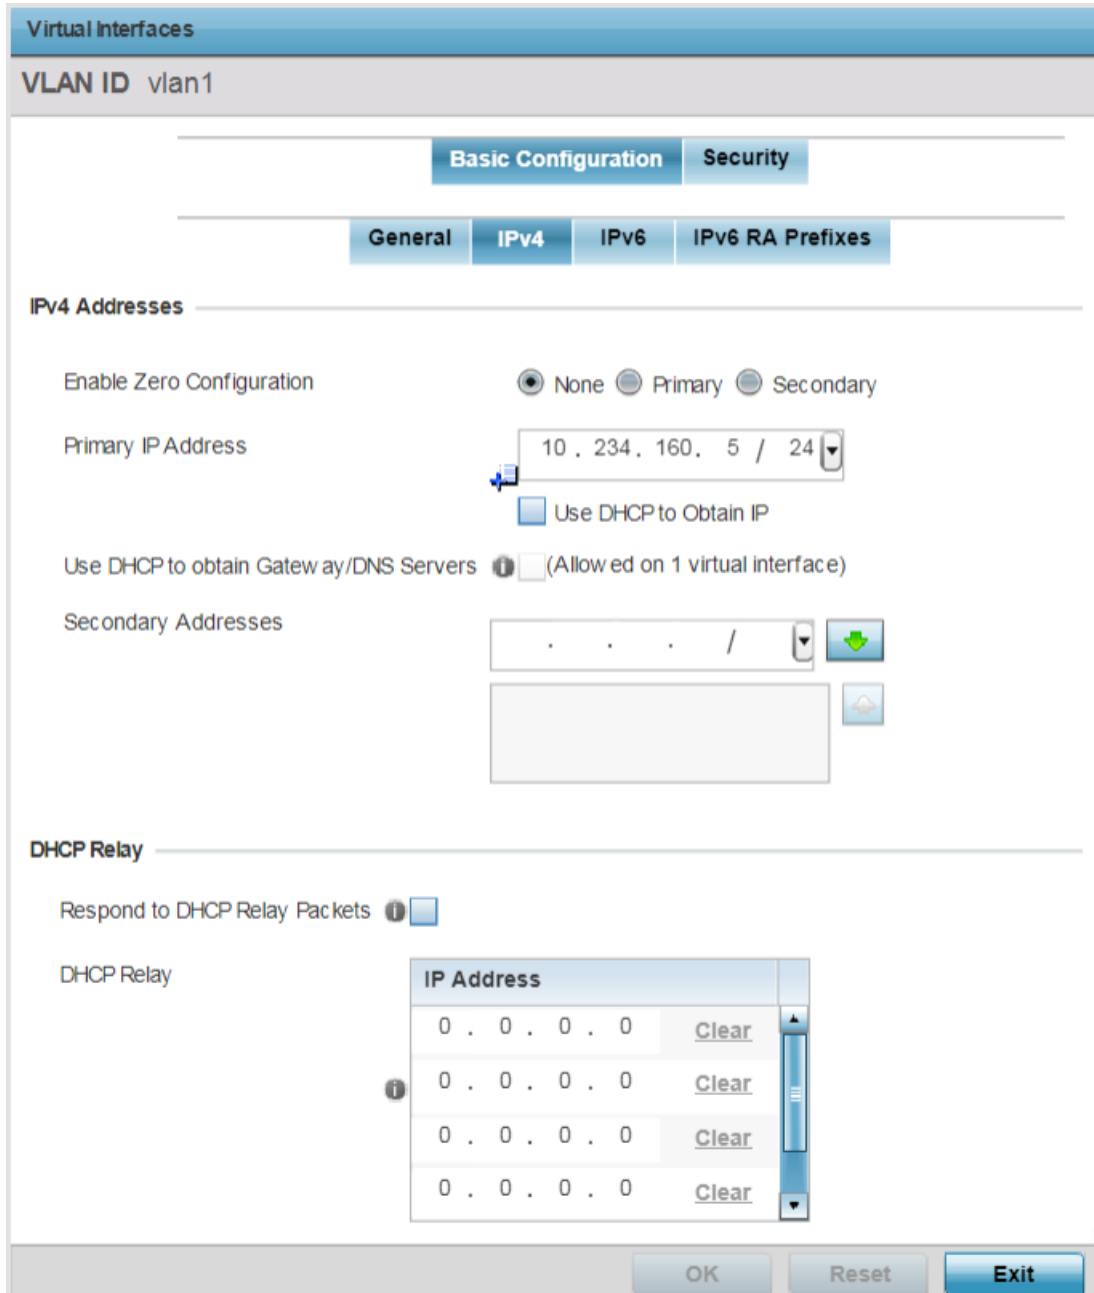 Virtual Interfaces
VLAN ID vlan1
Basic Configuration Security
General IPv4 IPv6 IPv6 RA Prefixes
IPv4 Addresses
Enable Zero Configuration None Primary Secondary
Primary IP Address 10 . 234 . 160 . 5 / 24
Use DHCP to Obtain IP
Use DHCP to obtain Gateway/DNS Servers (Allowed on 1 virtual interface)
Secondary Addresses . . . /
DHCP Relay
Respond to DHCP Relay Packets
DHCP Relay IP Address
0 . 0 . 0 . 0 Clear
0 . 0 . 0 . 0 Clear
0 . 0 . 0 . 0 Clear
0 . 0 . 0 . 0 Clear
OK Reset Exit